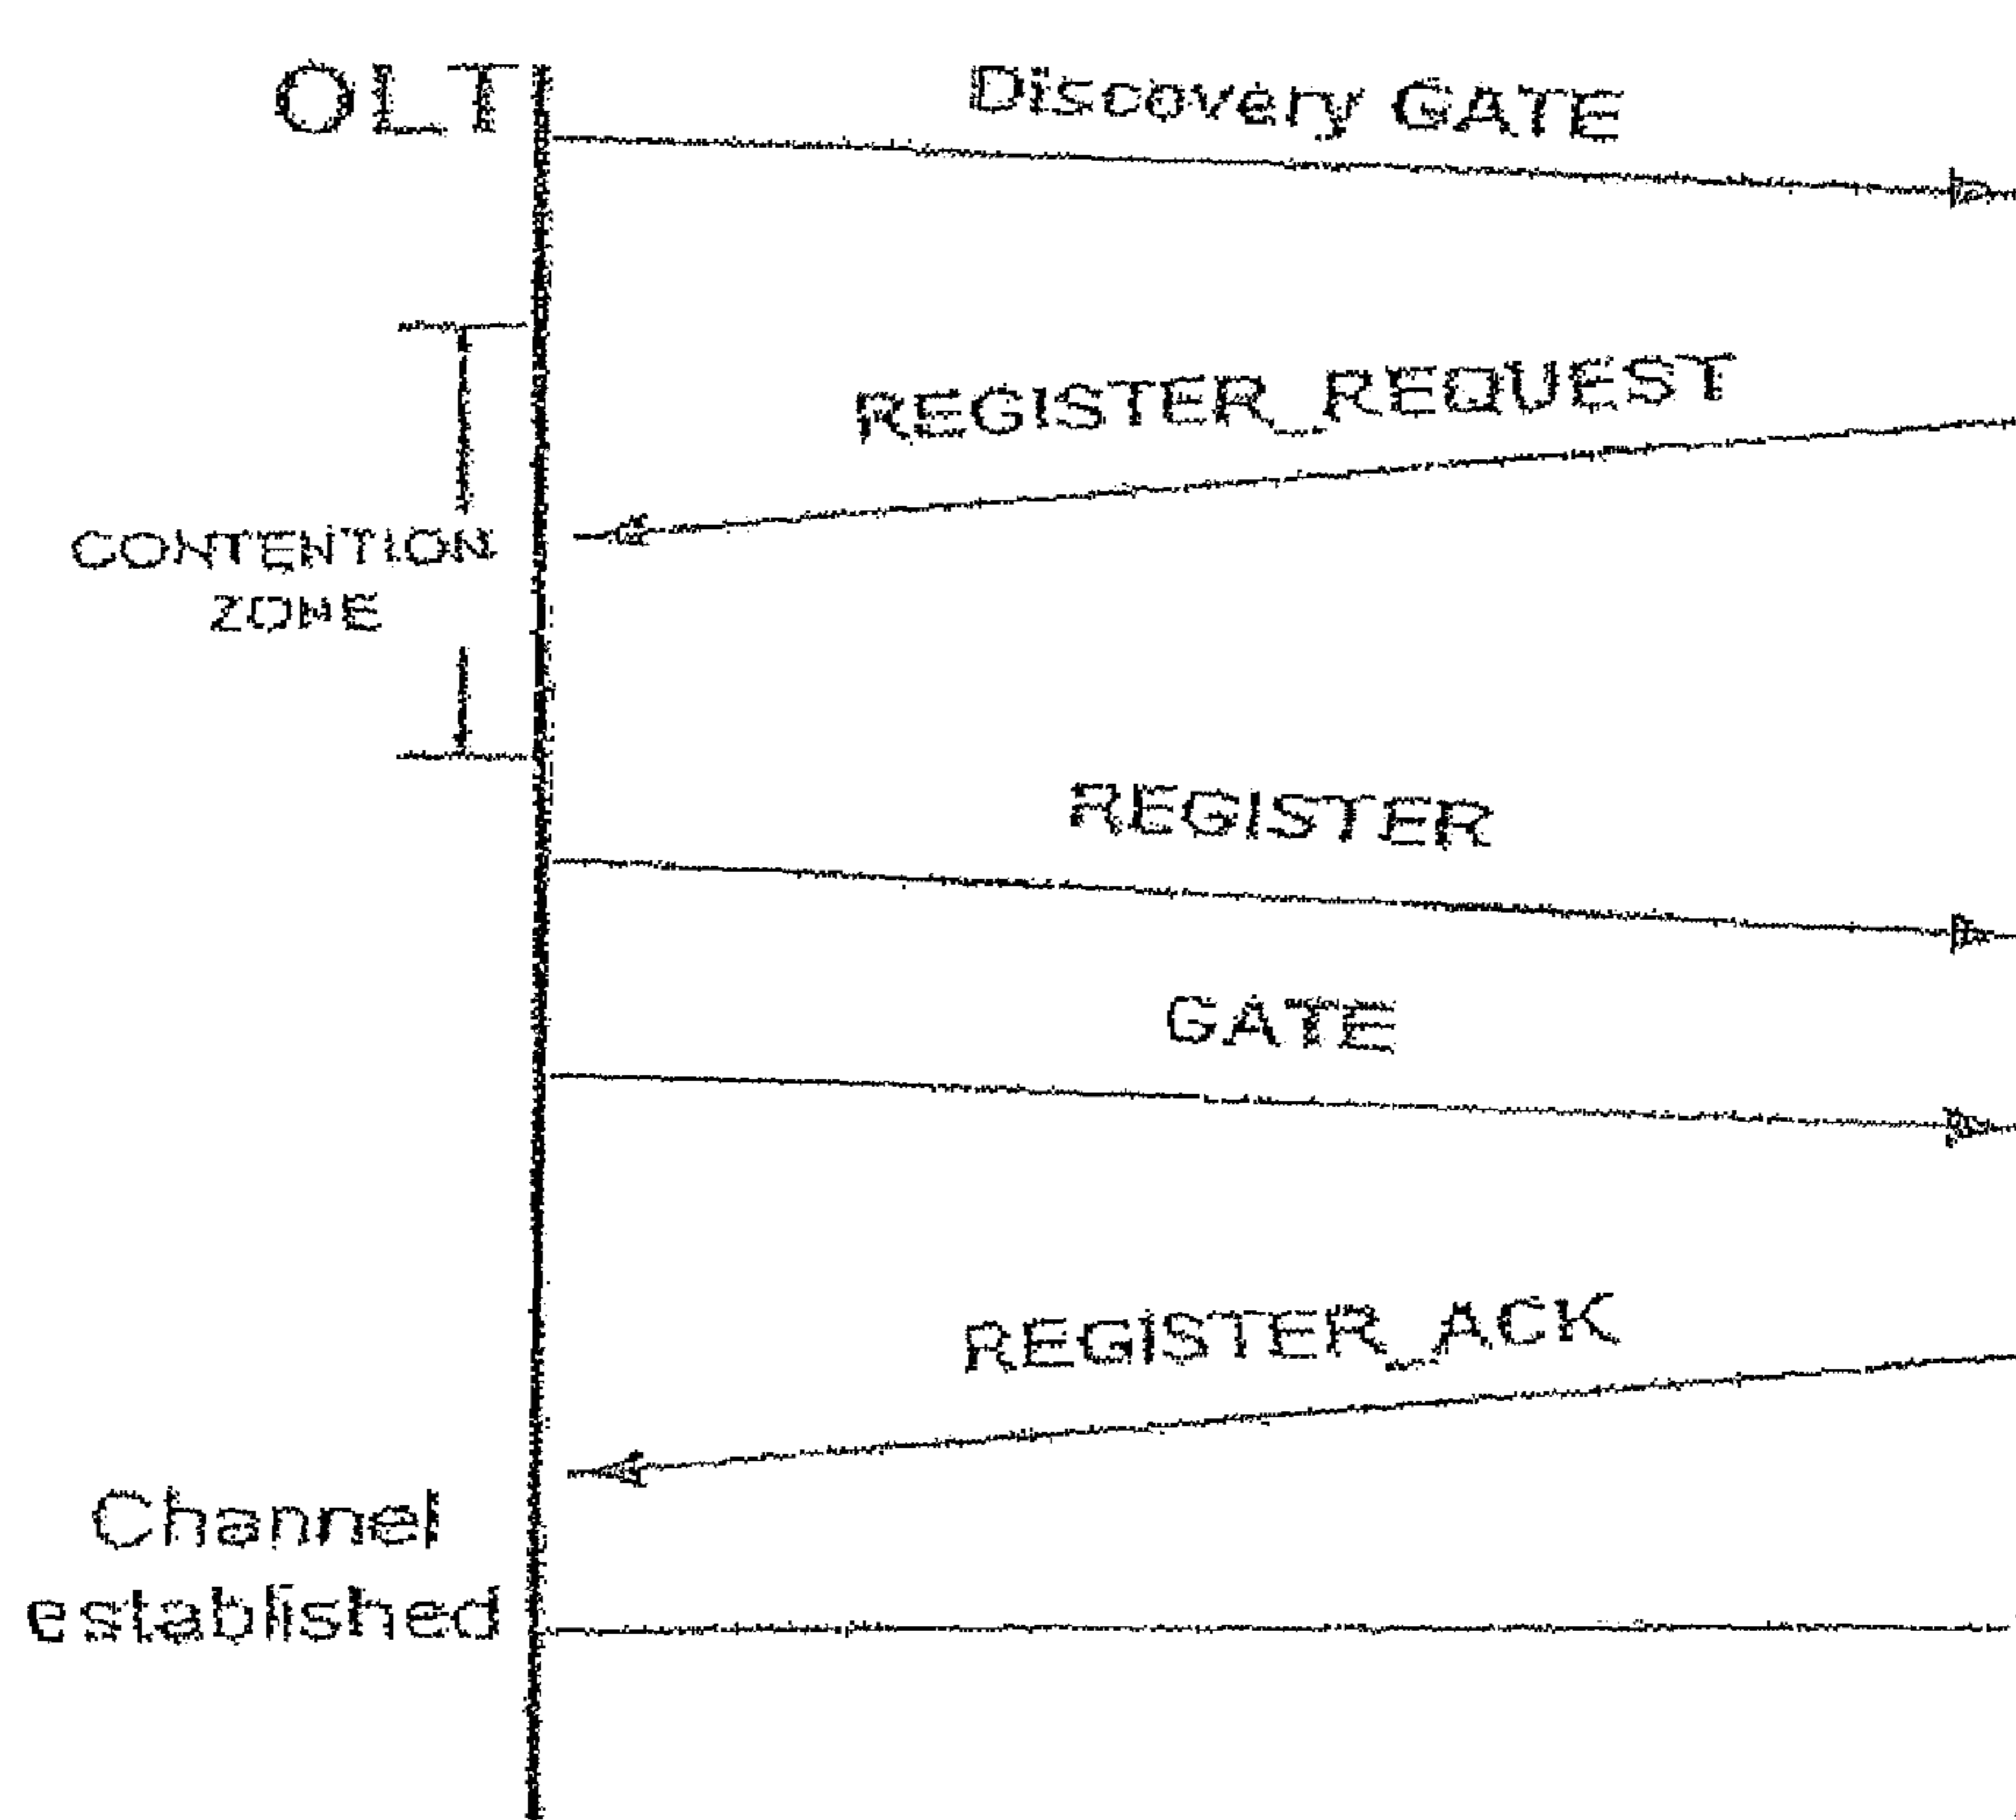 OLT
Discovery GATE
REGISTER_REQUEST
CONTENTION
ZONE
REGISTER
GATE
REGISTER_ACK
Channel
established